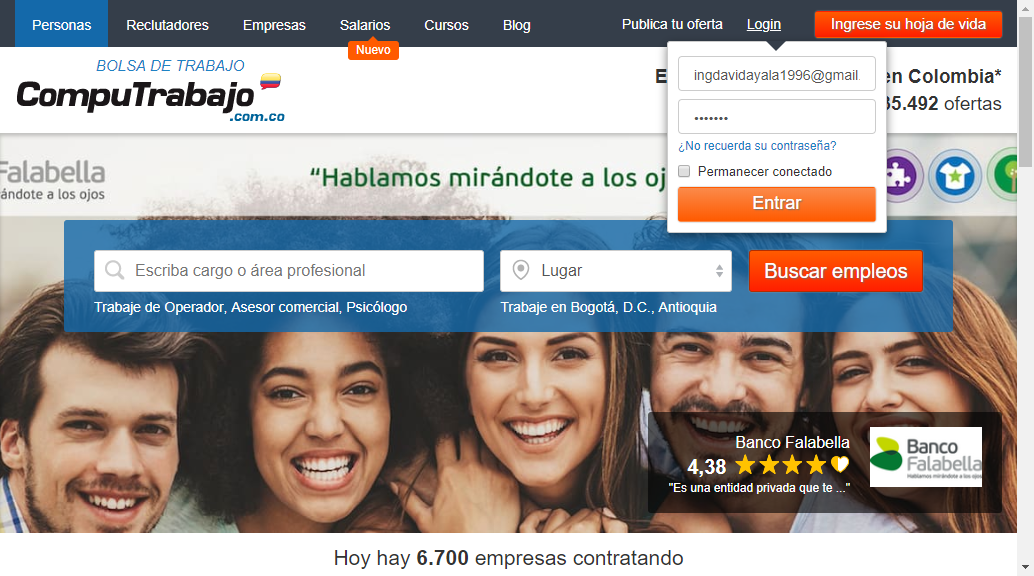 Personas Reclutadores Empresas Salarios Cursos Blog Publica tu oferta Login Ingrese su hoja de vida
Nuevo
BOLSA DE TRABAJO
CompuTrabajo
.com.co
E
en Colombia*
35.492 ofertas
ingdavidayala1996@gmail
•••••••
¿No recuerda su contraseña?
Permanecer conectado
Entrar
Falabella
ándote a los ojos
“Hablamos mirándote a los oj
Escriba cargo o área profesional
Lugar
Buscar empleos
Trabaje de Operador, Asesor comercial, Psicólogo
Trabaje en Bogotá, D.C., Antioquia
Banco Falabella
4,38
"Es una entidad privada que te ..."
Banco
Falabella
Hablamos mirándote a los ojos
Hoy hay 6.700 empresas contratando